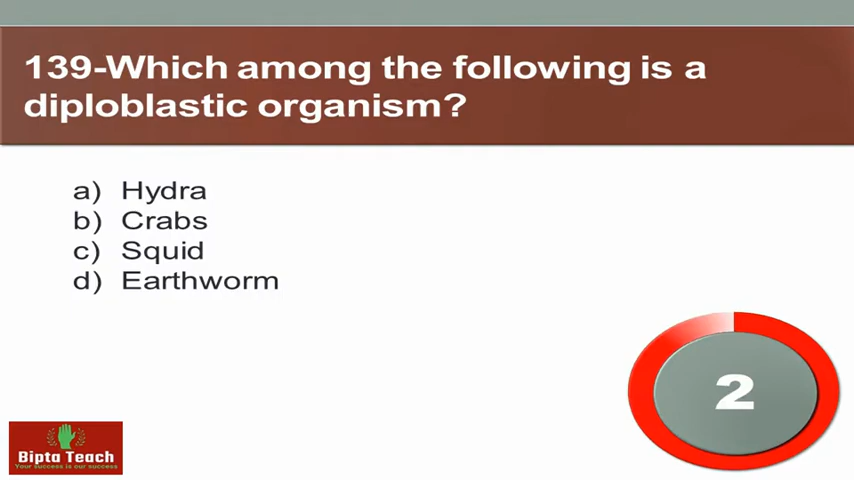 139-Which among the following is a
diploblastic organism?
a) Hydra
b) Crabs
c) Squid
d) Earthworm
2
Bipta Teach
Your success is our success